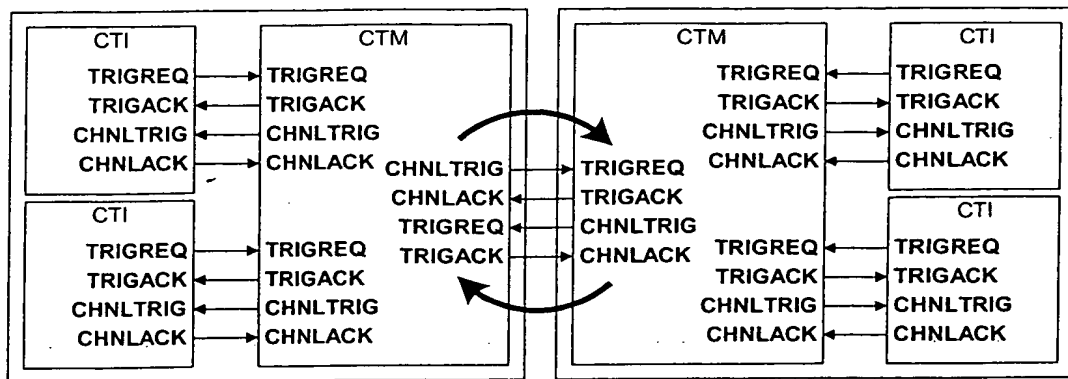 CTI CTM CTM CTI
TRIGREQ TRIGREQ TRIGREQ TRIGREQ
TRIGACK TRIGACK TRIGACK TRIGACK
CHNLTRIG CHNLTRIG CHNLTRIG CHNLTRIG
CHNLACK CHNLACK CHNLACK CHNLACK
CHNLTRIG TRIGREQ
CHNLACK TRIGACK
TRIGREQ CHNLTRIG
TRIGACK CHNLACK
CTI CTI
TRIGREQ TRIGREQ TRIGREQ TRIGREQ
TRIGACK TRIGACK TRIGACK TRIGACK
CHNLTRIG CHNLTRIG CHNLTRIG CHNLTRIG
CHNLACK CHNLACK CHNLACK CHNLACK